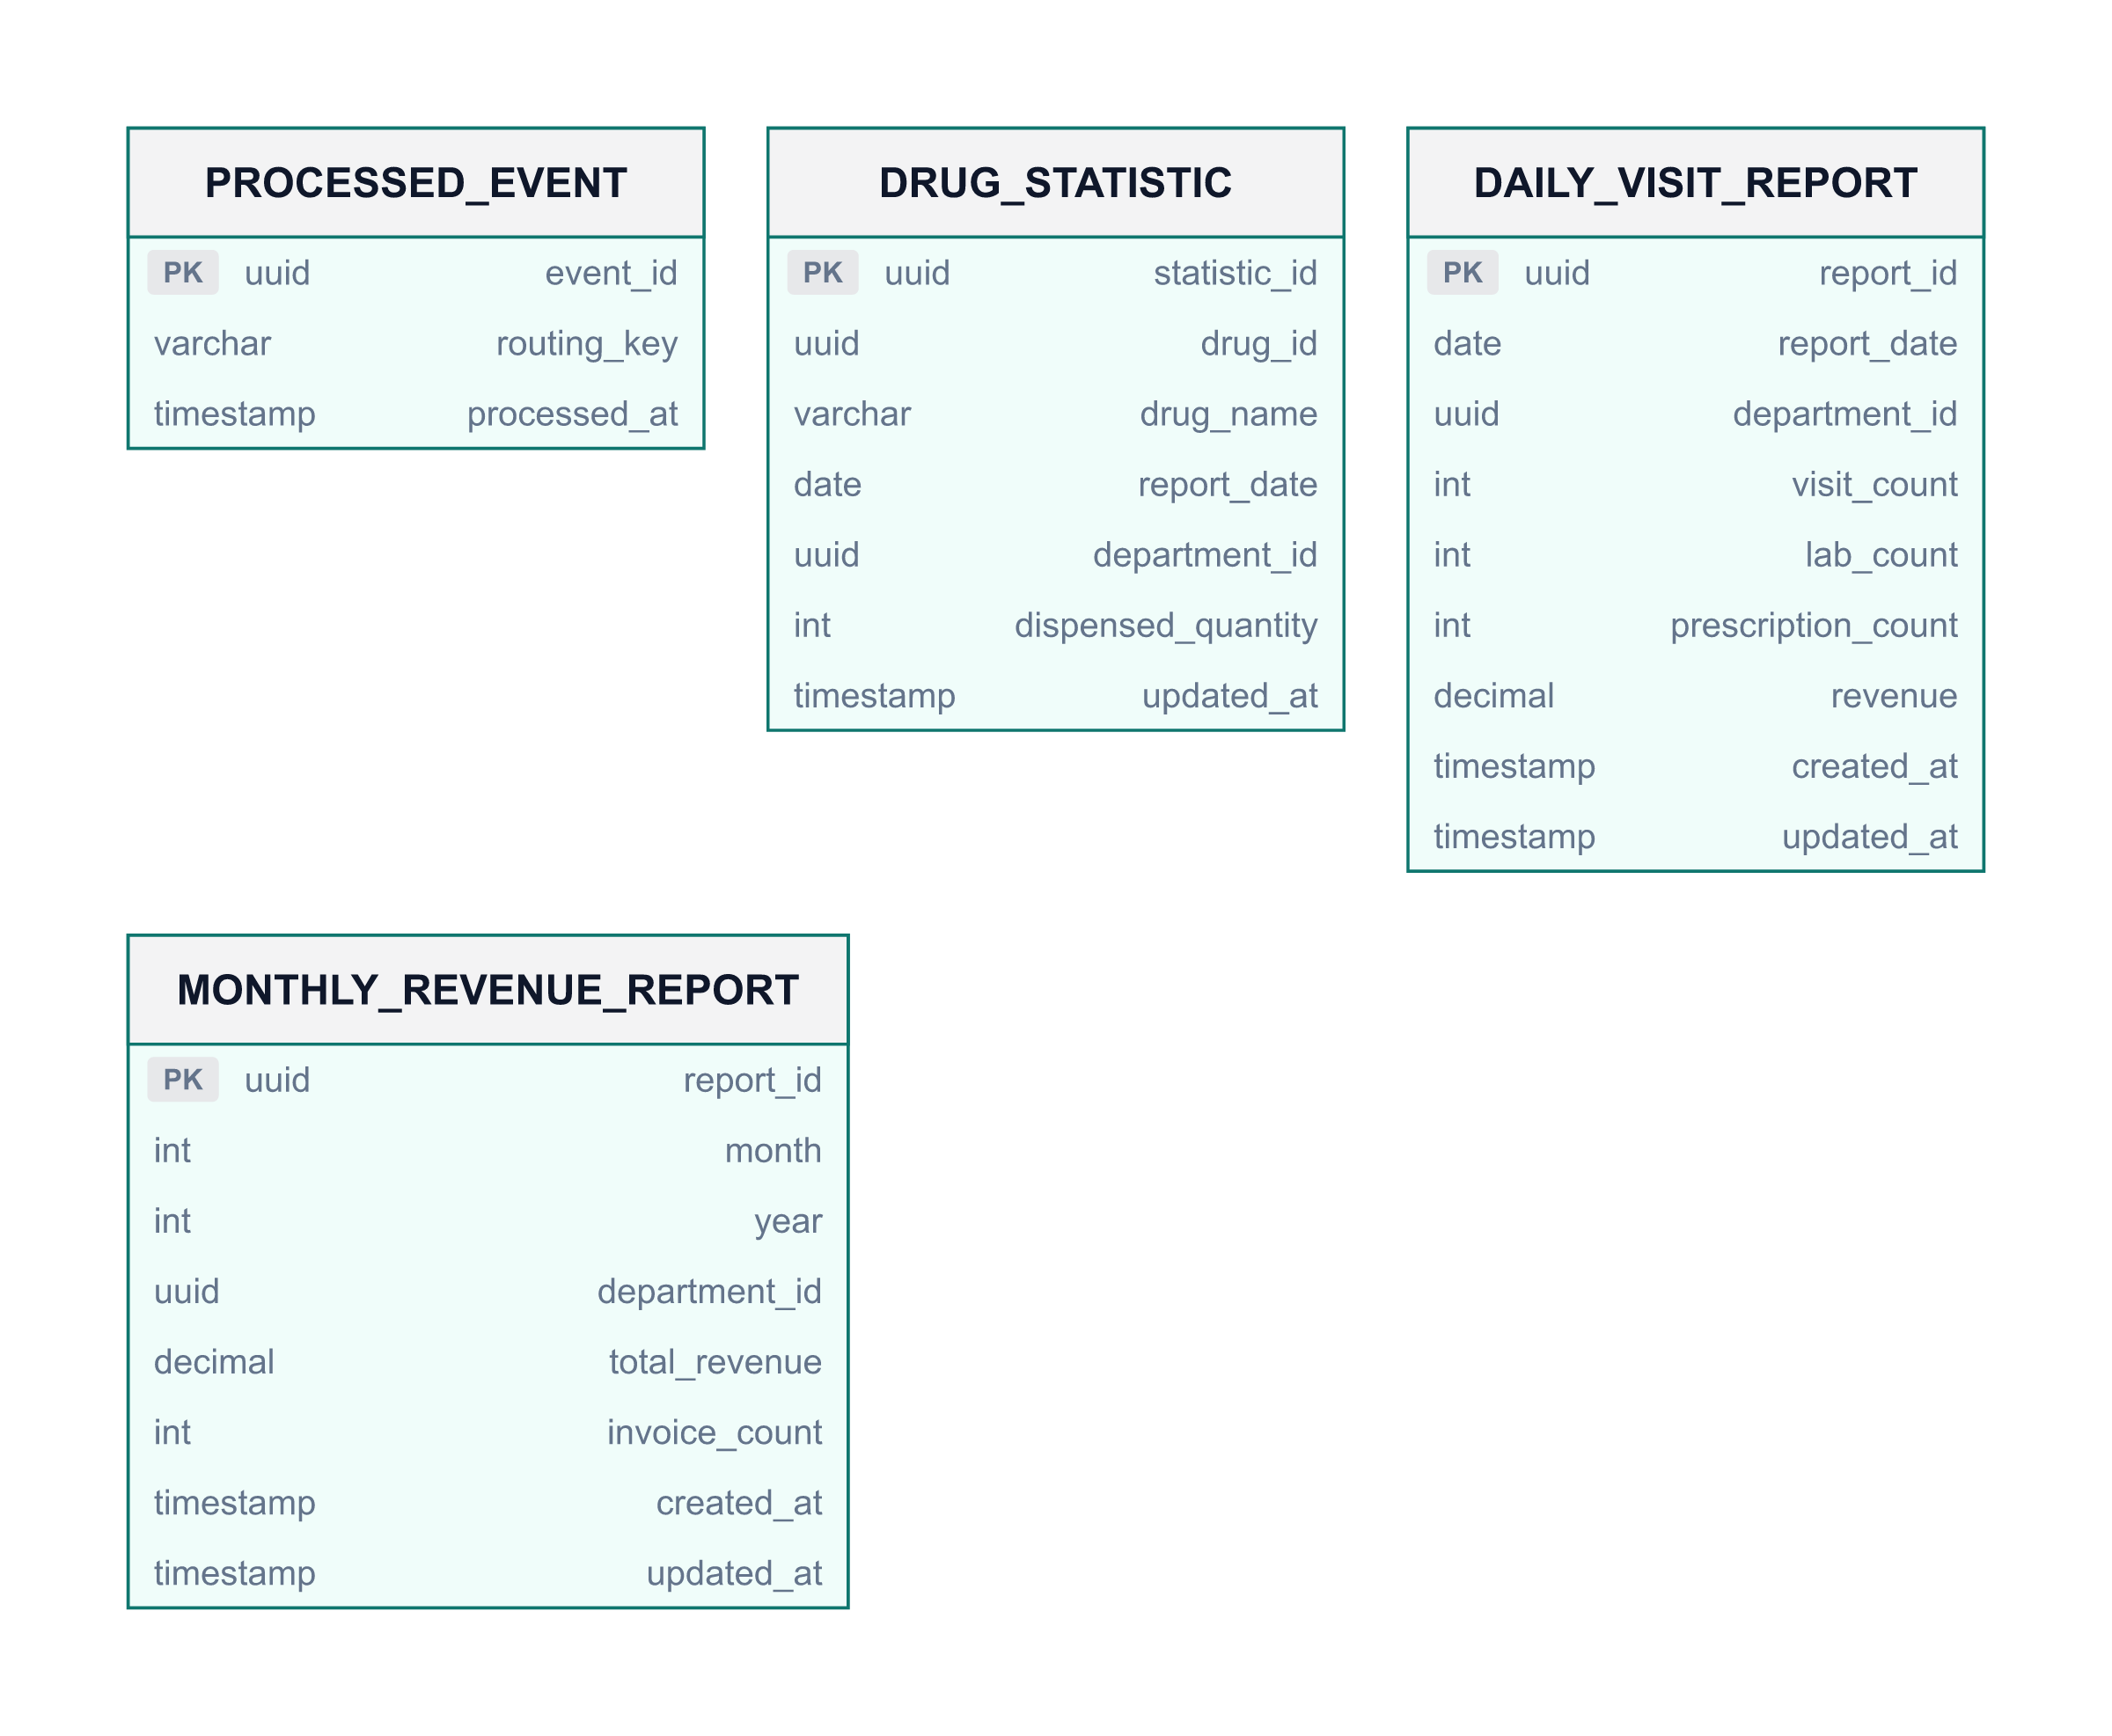 PROCESSED_EVENT
PK uuid event_id
varchar routing_key
timestamp processed_at
DRUG_STATISTIC
PK uuid statistic_id
uuid drug_id
varchar drug_name
date report_date
uuid department_id
int dispensed_quantity
timestamp updated_at
DAILY_VISIT_REPORT
PK uuid report_id
date report_date
uuid department_id
int visit_count
int lab_count
int prescription_count
decimal revenue
timestamp created_at
timestamp updated_at
MONTHLY_REVENUE_REPORT
PK uuid report_id
int month
int year
uuid department_id
decimal total_revenue
int invoice_count
timestamp created_at
timestamp updated_at